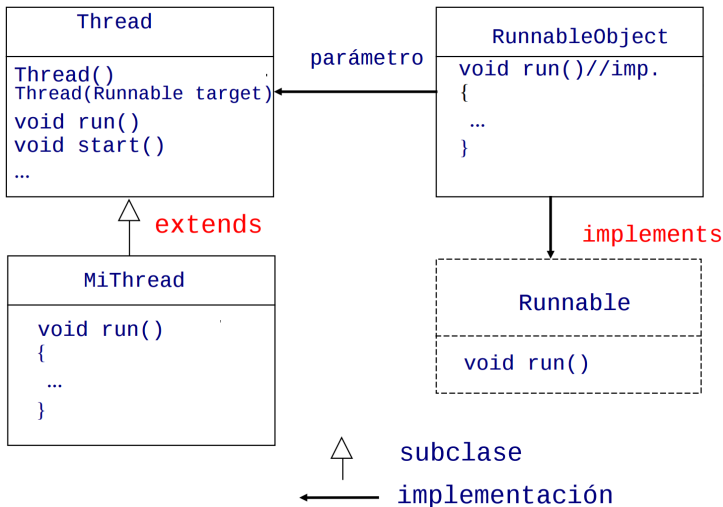 Thread
Thread()
Thread(Runnable target)
void run()
void start()
...
parámetro
RunnableObject
void run()//imp.
{
...
}
extends
implements
MiThread
void run()
{
...
}
Runnable
void run()
subclase
implementación